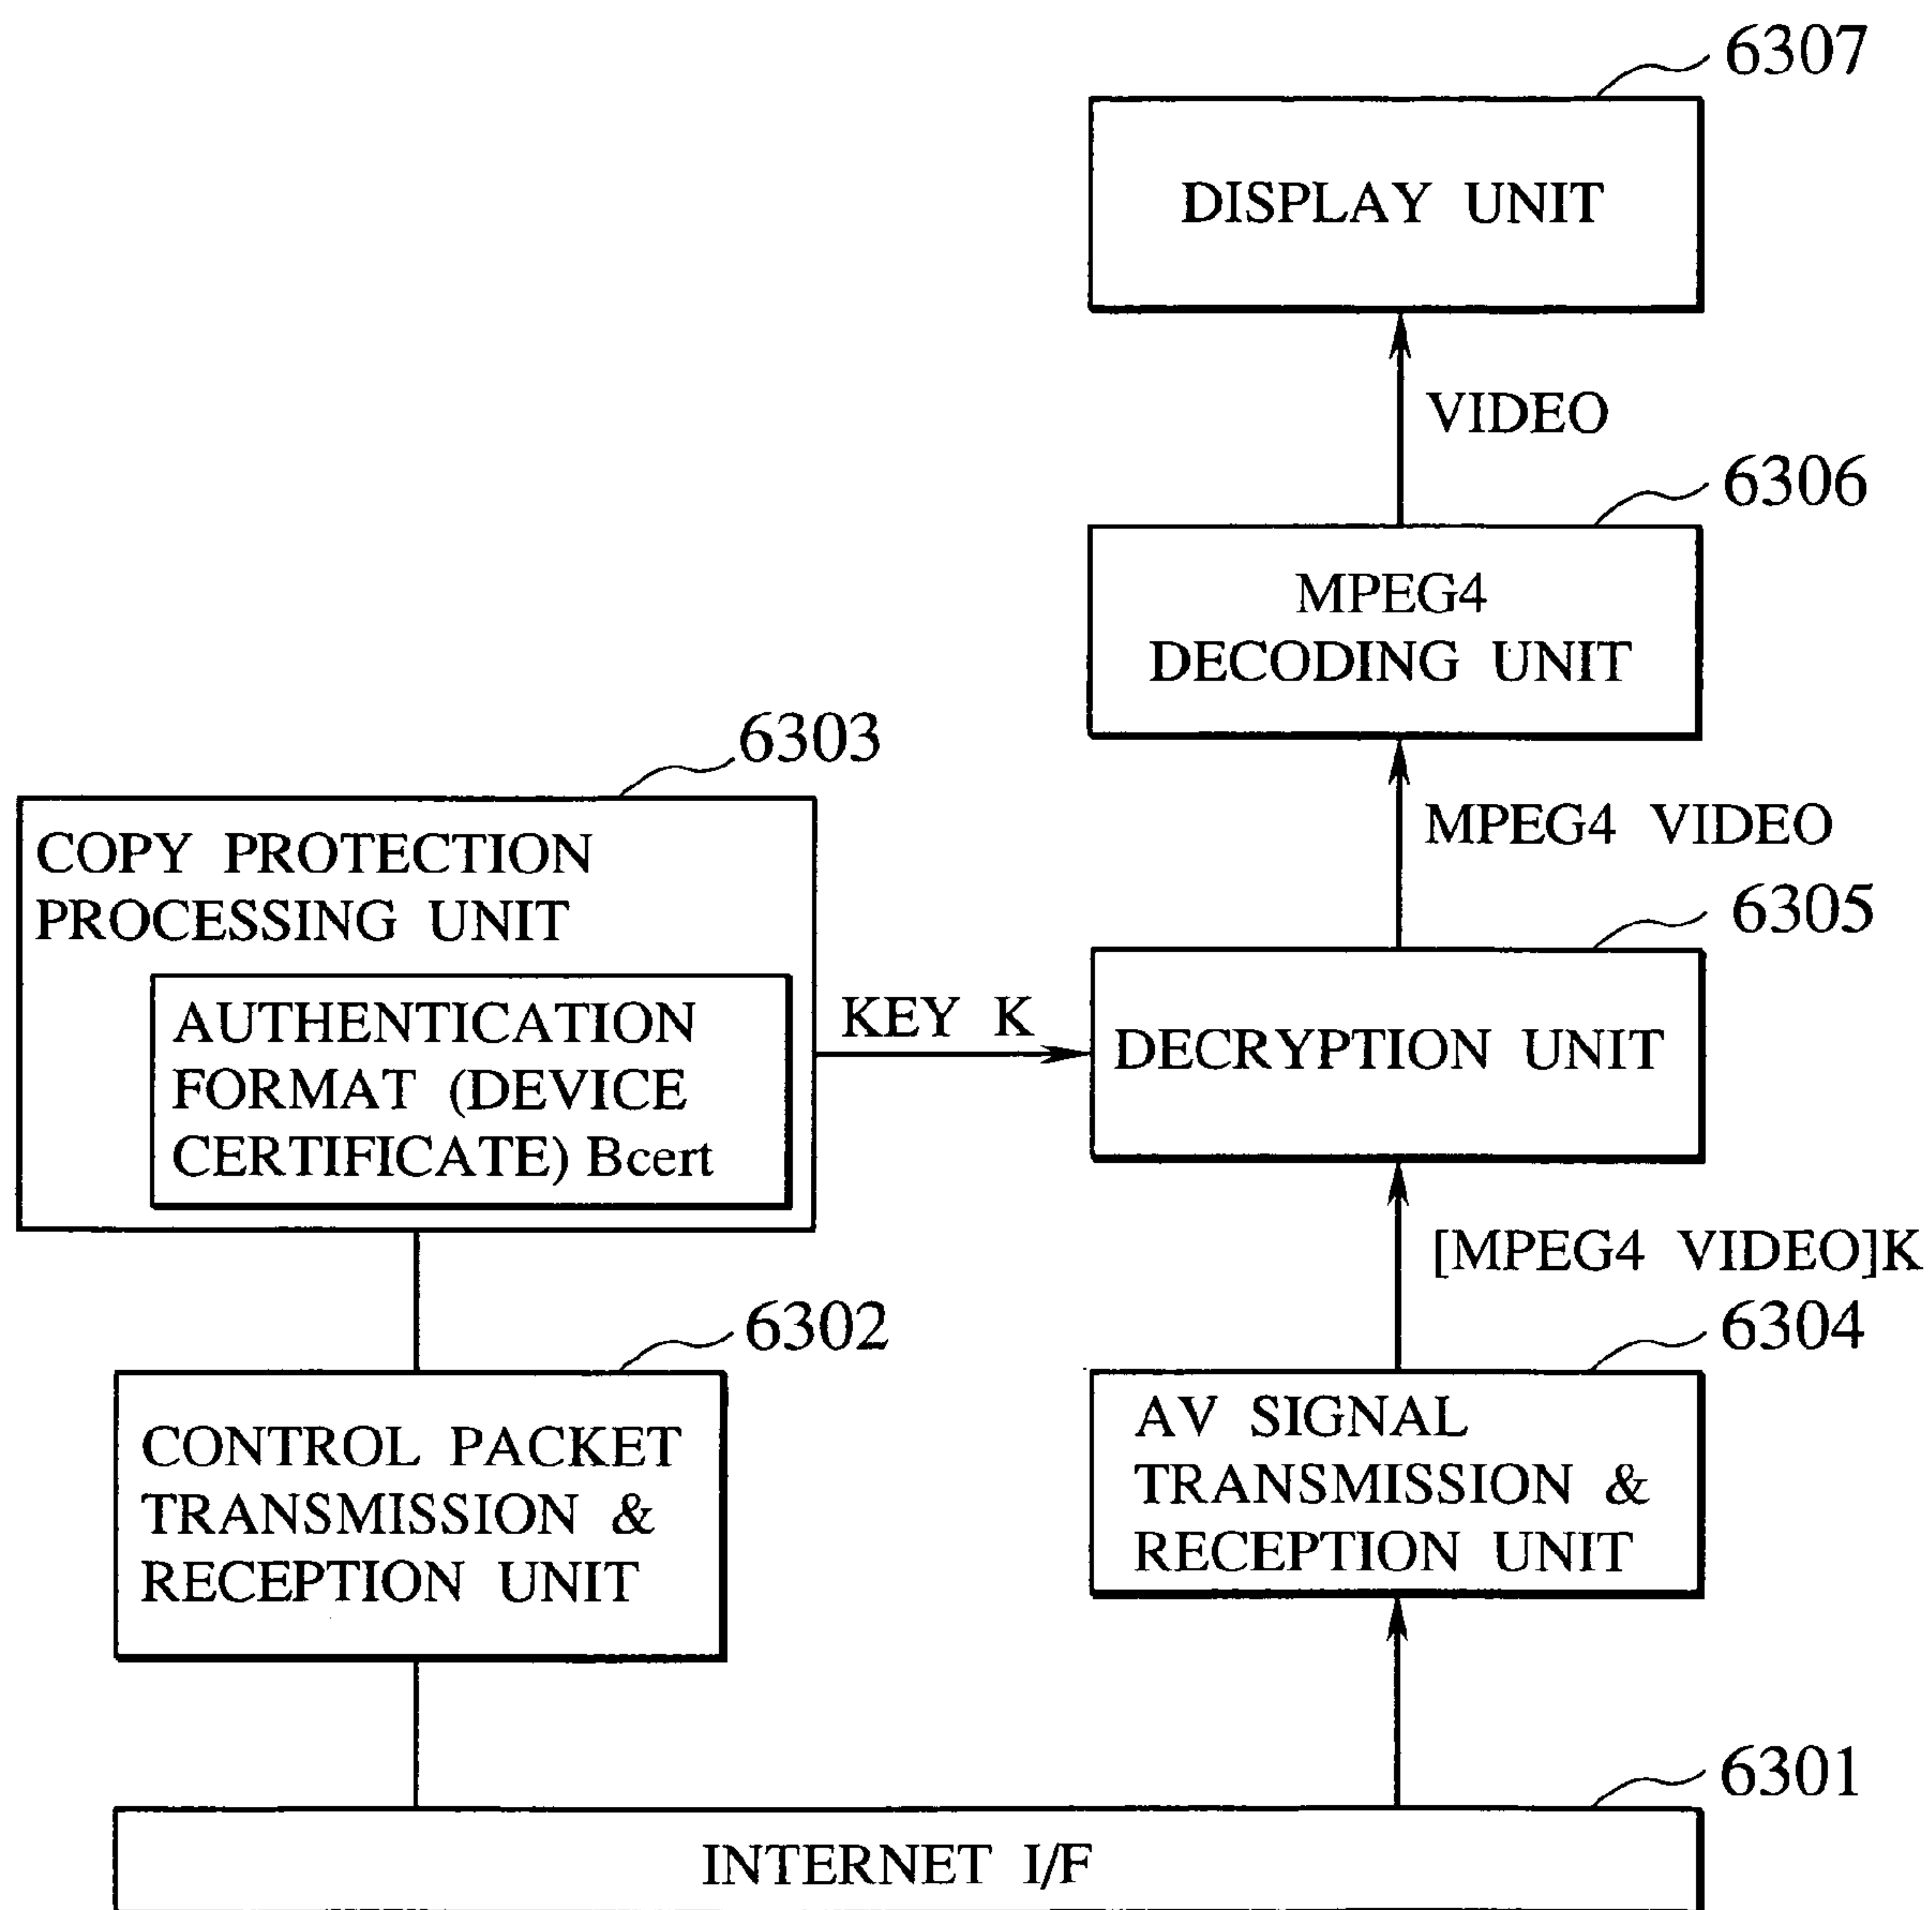 6307
DISPLAY UNIT
VIDEO
6306
MPEG4
DECODING UNIT
6303
MPEG4 VIDEO
COPY PROTECTION
PROCESSING UNIT
6305
AUTHENTICATION
FORMAT (DEVICE
CERTIFICATE) Bcert
KEY K
DECRYPTION UNIT
[MPEG4 VIDEO]K
6302
6304
CONTROL PACKET
TRANSMISSION &
RECEPTION UNIT
AV SIGNAL
TRANSMISSION &
RECEPTION UNIT
6301
INTERNET I/F